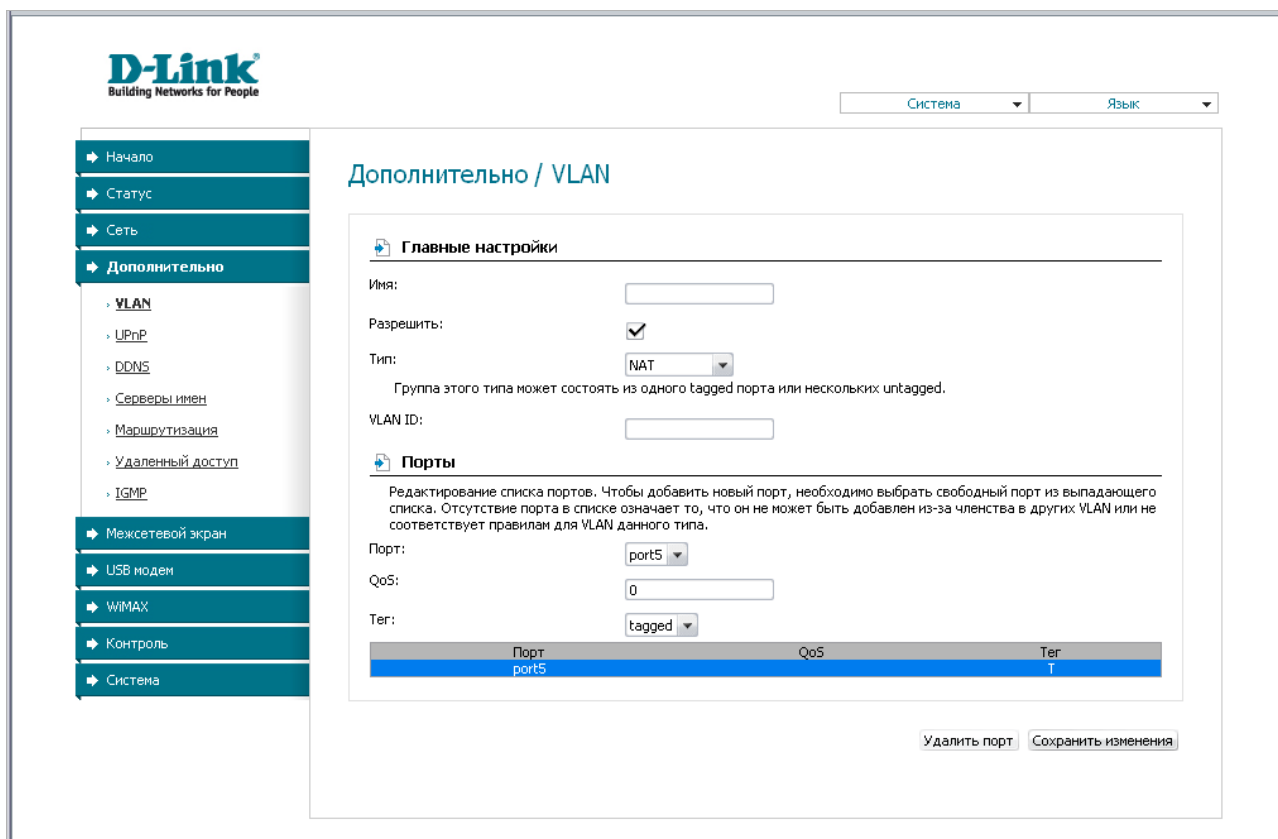 D-Link
Building Networks for People
Система
Язык
Начало
Статус
Сеть
Дополнительно
VLAN
UPnP
DDNS
Серверы имен
Маршрутизация
Удаленный доступ
IGMP
Межсетевой экран
USB модем
WiMAX
Контроль
Система
Дополнительно / VLAN
Главные настройки
Имя:
Разрешить:
Тип:
NAT
Группа этого типа может состоять из одного tagged порта или нескольких untagged.
VLAN ID:
Порты
Редактирование списка портов. Чтобы добавить новый порт, необходимо выбрать свободный порт из выпадающего
списка. Отсутствие порта в списке означает то, что он не может быть добавлен из-за членства в других VLAN или не
соответствует правилам для VLAN данного типа.
Порт:
port5
QoS:
0
Тег:
tagged
Порт QoS Тег
port5 T
Удалить порт Сохранить изменения